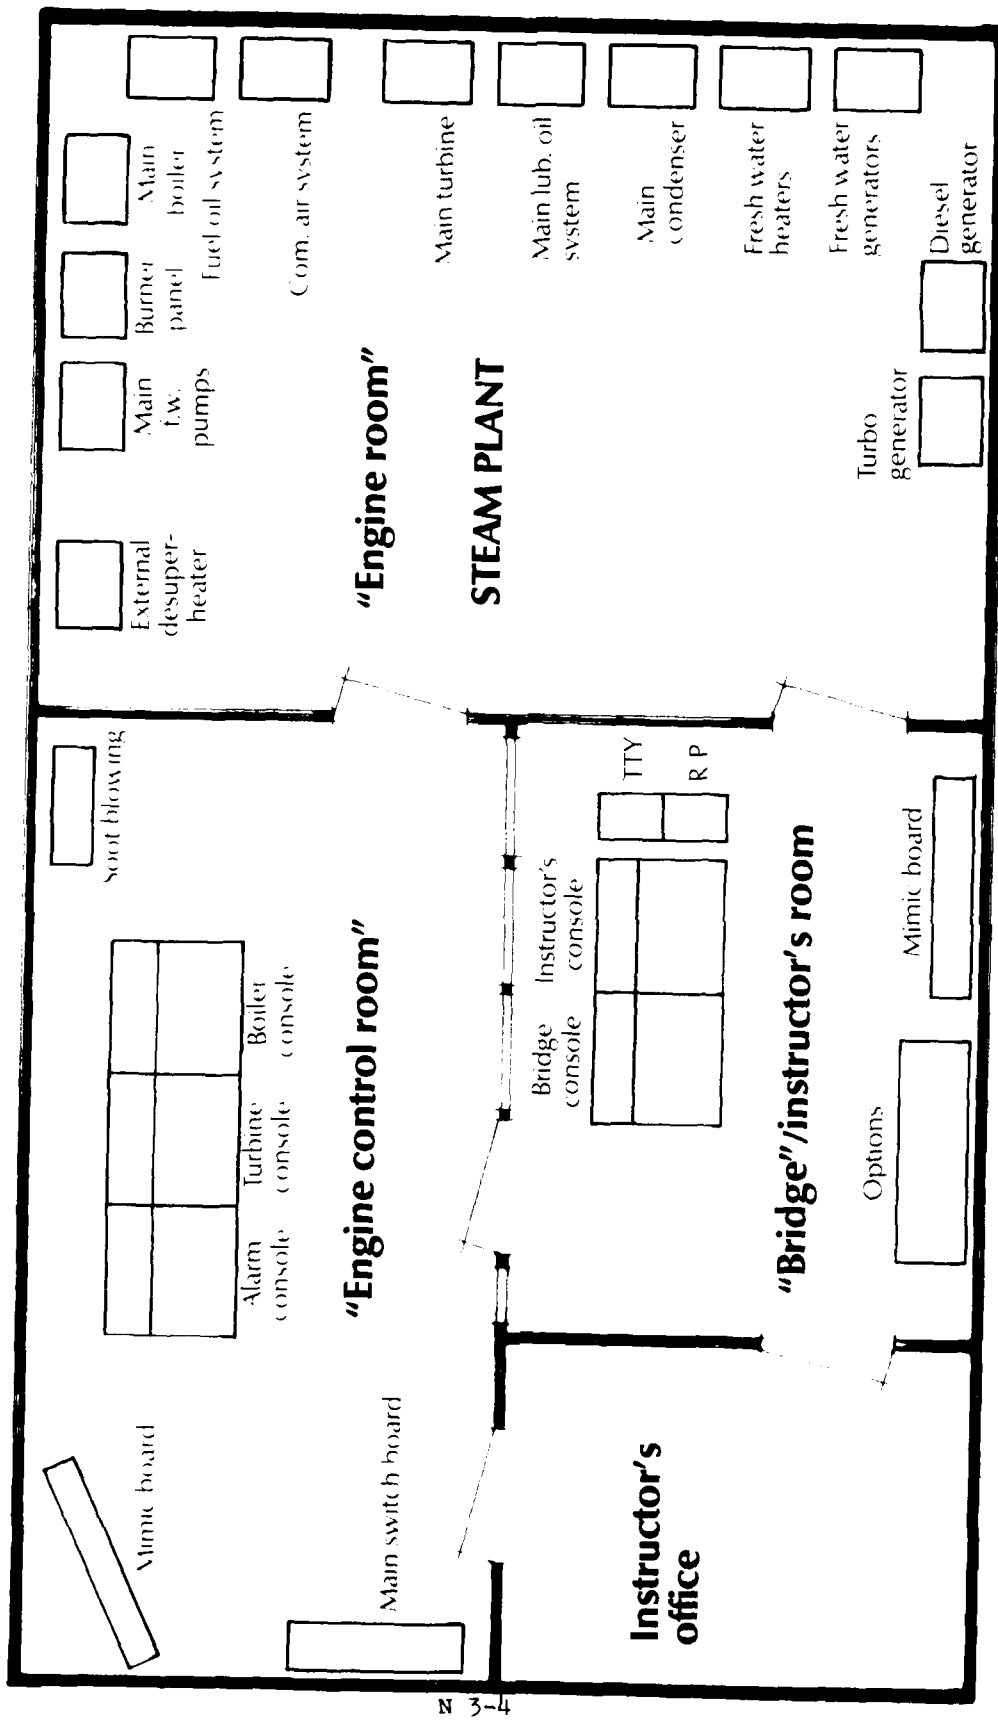 Mimic board
Main switch board
Alarm
console
Turbine
console
Boiler
console
Soot blowing
"Engine control room"
External
desuper-
heater
Main
f.w.
pumps
Burner
panel
Main
boiler
Fuel oil system
Com. air system
Main turbine
Main lub. oil
system
Main
condenser
Fresh water
heaters
Fresh water
generators
Diesel
generator
Turbo
generator
"Engine room"
STEAM PLANT
Bridge
console
Instructor's
console
TTY
R P
"Bridge"/instructor's room
Options
Mimic board
Instructor's
office
N 3-4